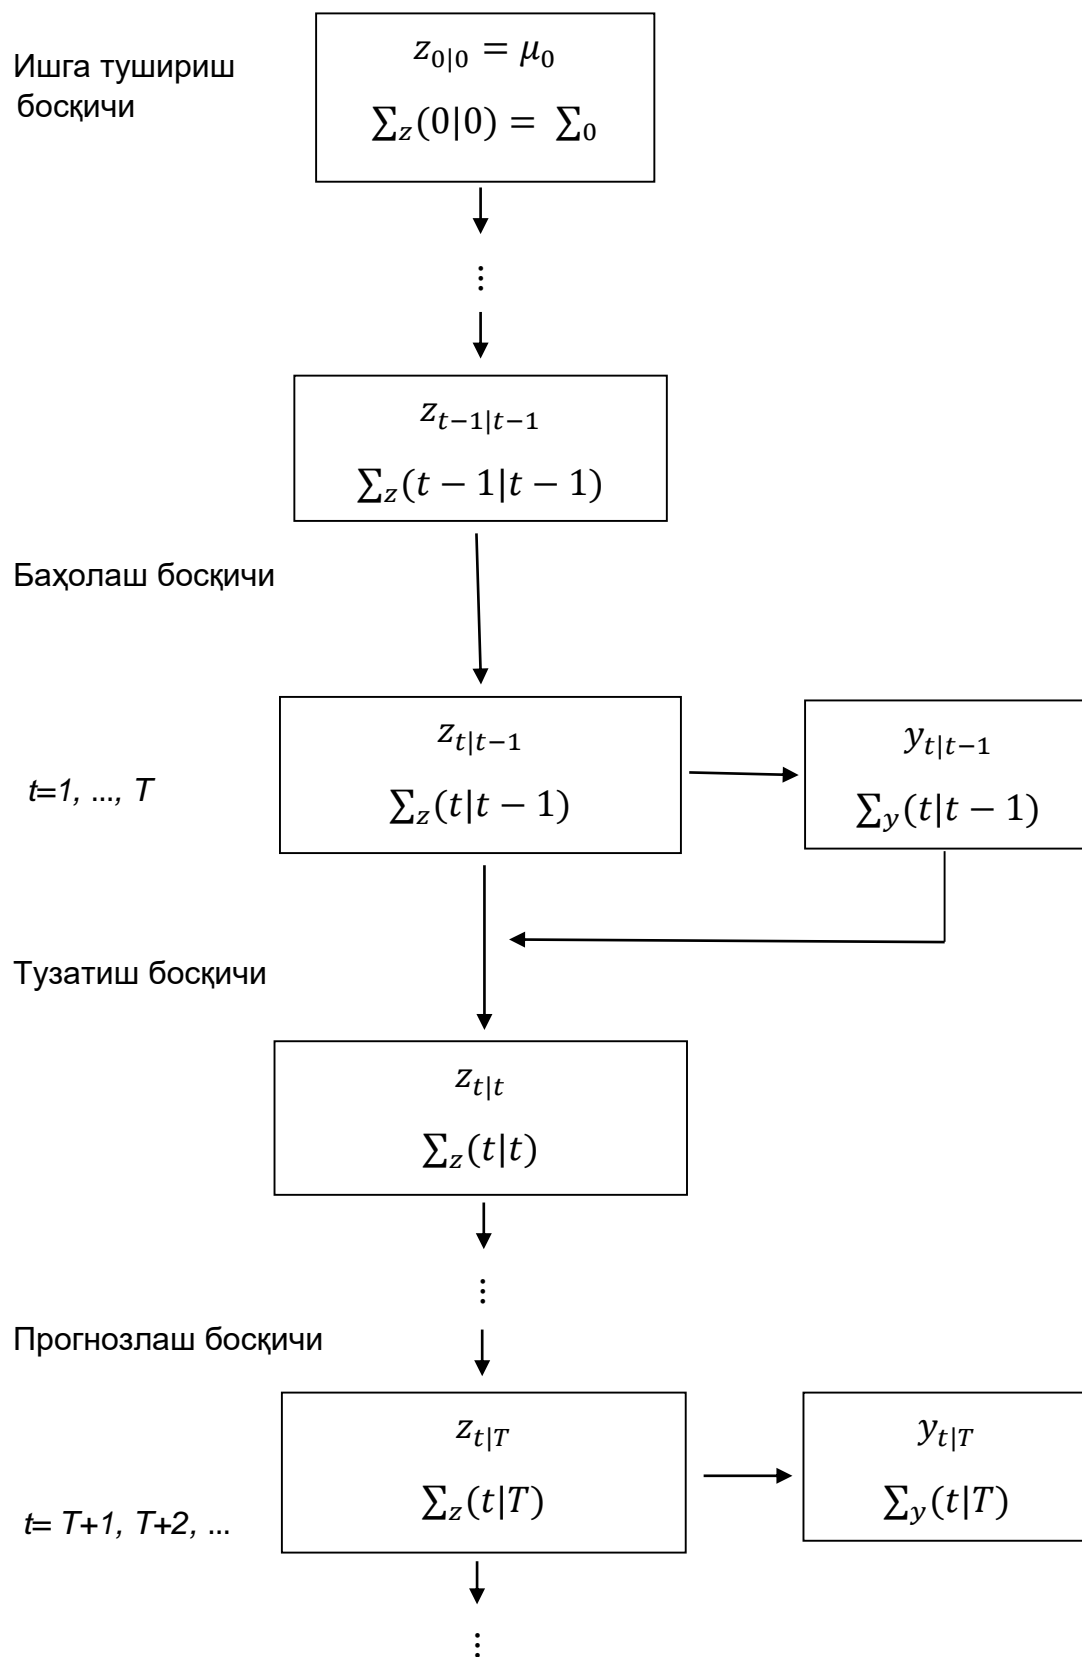 Ишга тушириш
босқичи
z_{0|0} = μ_0
∑_z(0|0) = ∑_0
⋮
z_{t−1|t−1}
∑_z(t − 1|t − 1)
Баҳолаш босқичи
t=1, ..., T
z_{t|t−1}
∑_z(t|t − 1)
y_{t|t−1}
∑_y(t|t − 1)
Тузатиш босқичи
z_{t|t}
∑_z(t|t)
⋮
Прогнозлаш босқичи
t= T+1, T+2, ...
z_{t|T}
∑_z(t|T)
y_{t|T}
∑_y(t|T)
⋮